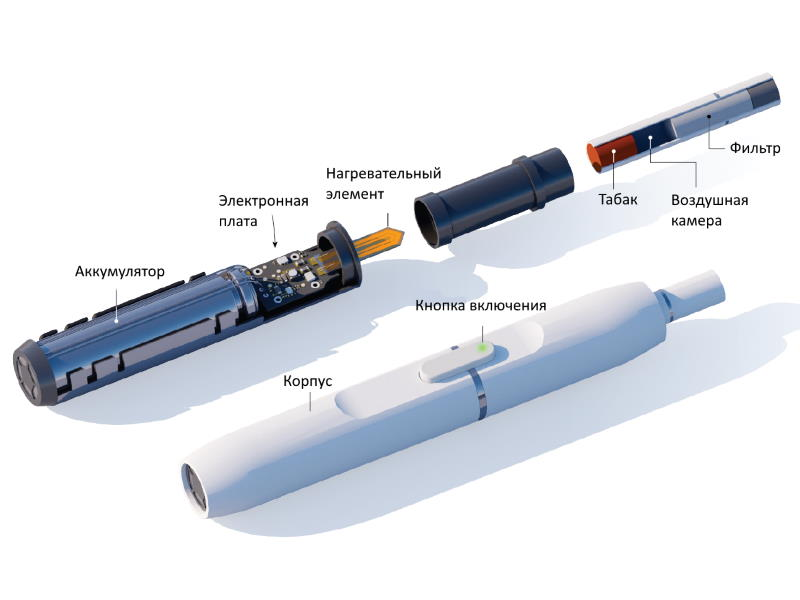 Фильтр
Нагревательный
элемент
Электронная
плата
Табак
Воздушная
камера
Аккумулятор
Кнопка включения
Корпус